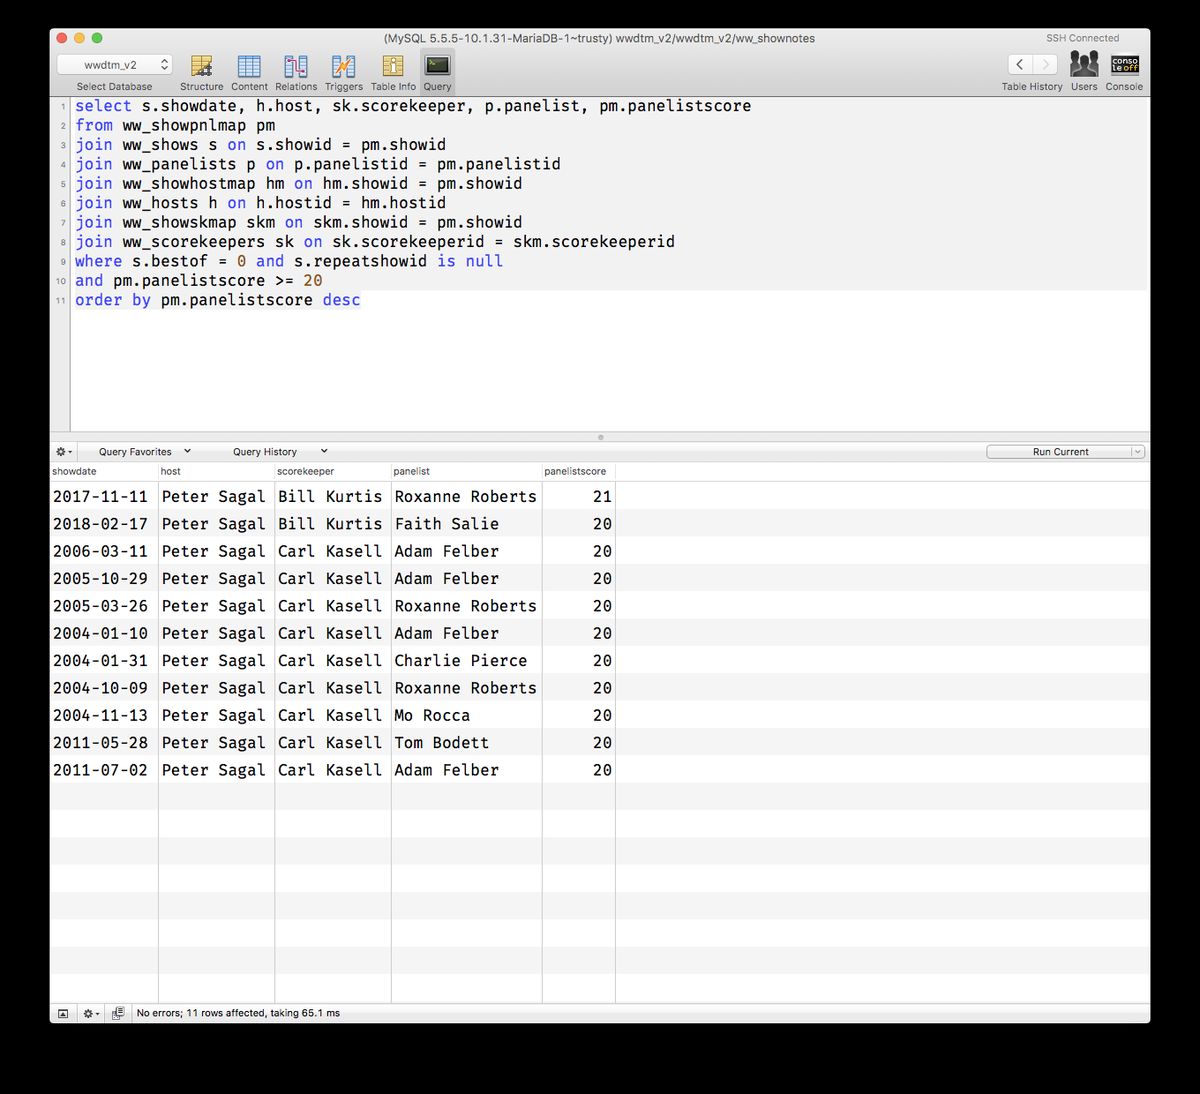 (MySQL 5.5.5-10.1.31-MariaDB-1~trusty) wwdtm_v2/wwdtm_v2/ww_shownotes
SSH Connected
wwdtm_v2
conso
le off
Select Database Structure Content Relations Triggers Table Info Query Table History Users Console
1 select s.showdate, h.host, sk.scorekeeper, p.panelist, pm.panelistscore
2 from ww_showpnlmap pm
3 join ww_shows s on s.showid = pm.showid
4 join ww_panelists p on p.panelistid = pm.panelistid
5 join ww_showhostmap hm on hm.showid = pm.showid
6 join ww_hosts h on h.hostid = hm.hostid
7 join ww_showskmap skm on skm.showid = pm.showid
8 join ww_scorekeepers sk on sk.scorekeeperid = skm.scorekeeperid
9 where s.bestof = 0 and s.repeatshowid is null
10 and pm.panelistscore >= 20
11 order by pm.panelistscore desc
Query Favorites Query History Run Current
showdate host scorekeeper panelist panelistscore
2017-11-11 Peter Sagal Bill Kurtis Roxanne Roberts 21
2018-02-17 Peter Sagal Bill Kurtis Faith Salie 20
2006-03-11 Peter Sagal Carl Kasell Adam Felber 20
2005-10-29 Peter Sagal Carl Kasell Adam Felber 20
2005-03-26 Peter Sagal Carl Kasell Roxanne Roberts 20
2004-01-10 Peter Sagal Carl Kasell Adam Felber 20
2004-01-31 Peter Sagal Carl Kasell Charlie Pierce 20
2004-10-09 Peter Sagal Carl Kasell Roxanne Roberts 20
2004-11-13 Peter Sagal Carl Kasell Mo Rocca 20
2011-05-28 Peter Sagal Carl Kasell Tom Bodett 20
2011-07-02 Peter Sagal Carl Kasell Adam Felber 20
No errors; 11 rows affected, taking 65.1 ms